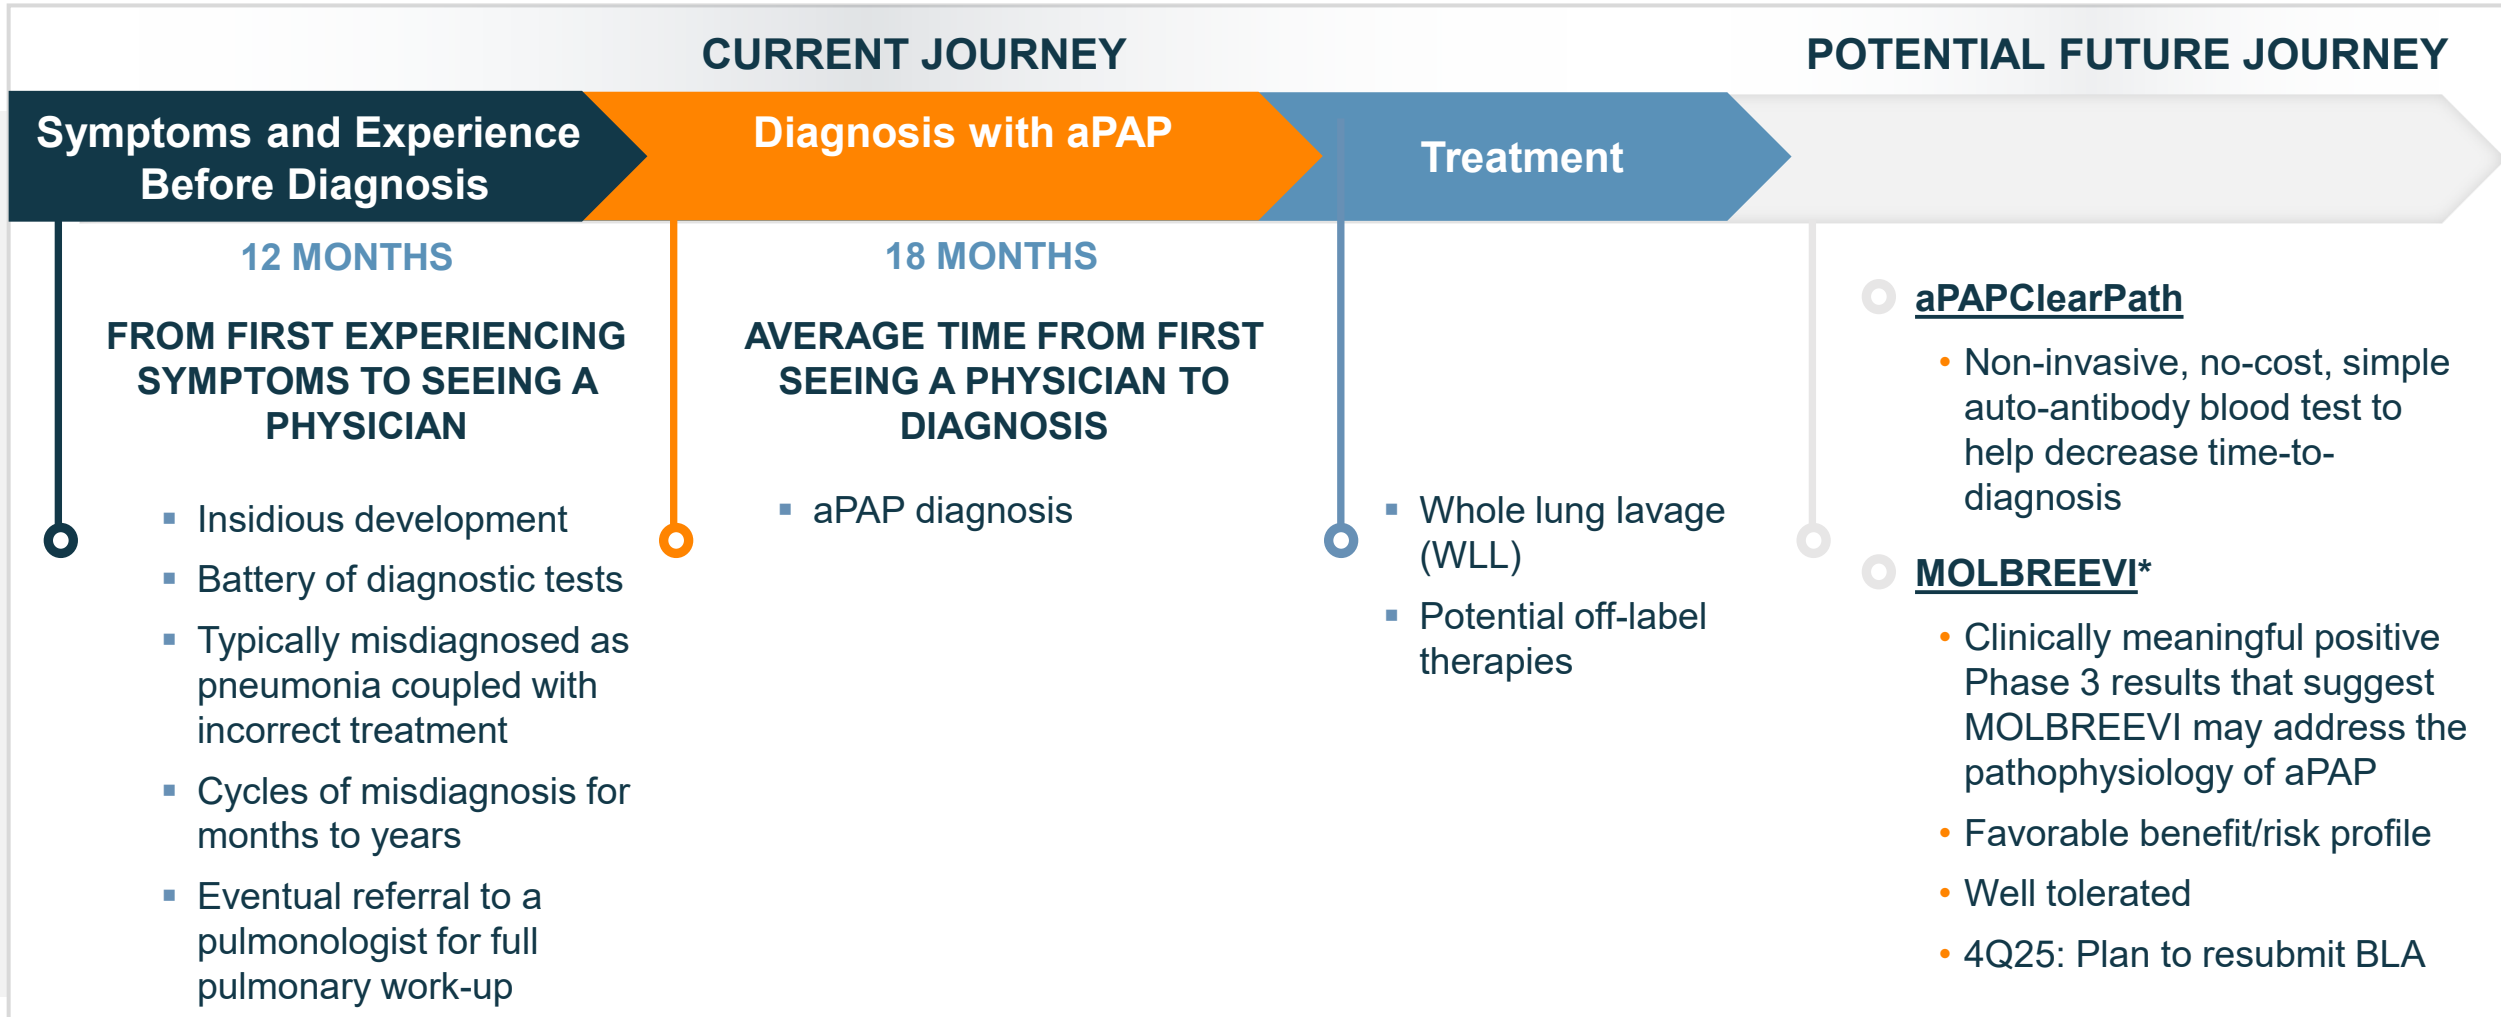 CURRENT JOURNEY
POTENTIAL FUTURE JOURNEY
Symptoms and Experience
Before Diagnosis
Diagnosis with aPAP
Treatment
12 MONTHS
FROM FIRST EXPERIENCING
SYMPTOMS TO SEEING A
PHYSICIAN
▪ Insidious development
▪ Battery of diagnostic tests
▪ Typically misdiagnosed as
pneumonia coupled with
incorrect treatment
▪ Cycles of misdiagnosis for
months to years
▪ Eventual referral to a
pulmonologist for full
pulmonary work-up
18 MONTHS
AVERAGE TIME FROM FIRST
SEEING A PHYSICIAN TO
DIAGNOSIS
▪ aPAP diagnosis
▪ Whole lung lavage
(WLL)
▪ Potential off-label
therapies
aPAPClearPath
• Non-invasive, no-cost, simple
auto-antibody blood test to
help decrease time-to-
diagnosis
MOLBREEVI*
• Clinically meaningful positive
Phase 3 results that suggest
MOLBREEVI may address the
pathophysiology of aPAP
• Favorable benefit/risk profile
• Well tolerated
• 4Q25: Plan to resubmit BLA